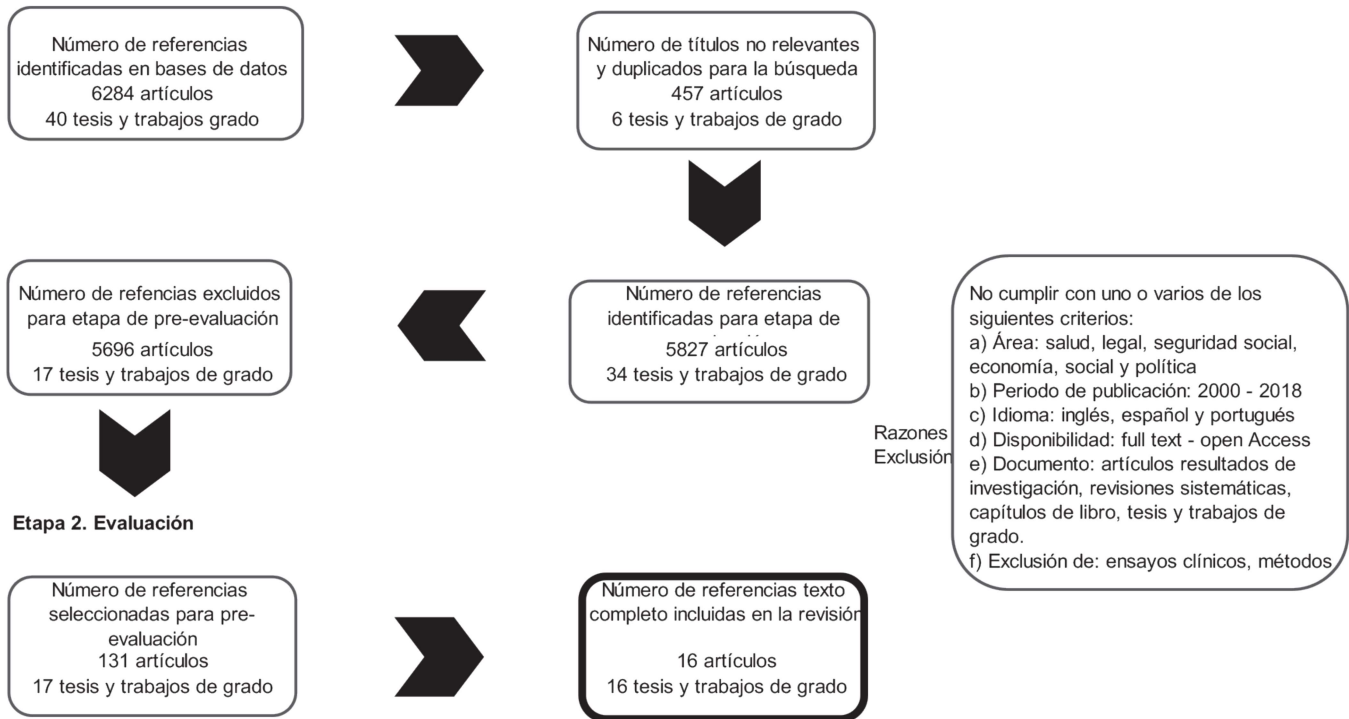 Número de referencias
identificadas en bases de datos
6284 artículos
40 tesis y trabajos grado
Número de títulos no relevantes
y duplicados para la búsqueda
457 artículos
6 tesis y trabajos de grado
Número de referencias
identificadas para etapa de
5827 artículos
34 tesis y trabajos de grado
Número de refencias excluidos
para etapa de pre-evaluación
5696 artículos
17 tesis y trabajos de grado
Razones
Exclusión
No cumplir con uno o varios de los
siguientes criterios:
a) Área: salud, legal, seguridad social,
economía, social y política
b) Periodo de publicación: 2000 - 2018
c) Idioma: inglés, español y portugués
d) Disponibilidad: full text - open Access
e) Documento: artículos resultados de
investigación, revisiones sistemáticas,
capítulos de libro, tesis y trabajos de
grado.
f) Exclusión de: ensayos clínicos, métodos
Etapa 2. Evaluación
Número de referencias
seleccionadas para pre-
evaluación
131 artículos
17 tesis y trabajos de grado
Número de referencias texto
completo incluidas en la revisión
16 artículos
16 tesis y trabajos de grado